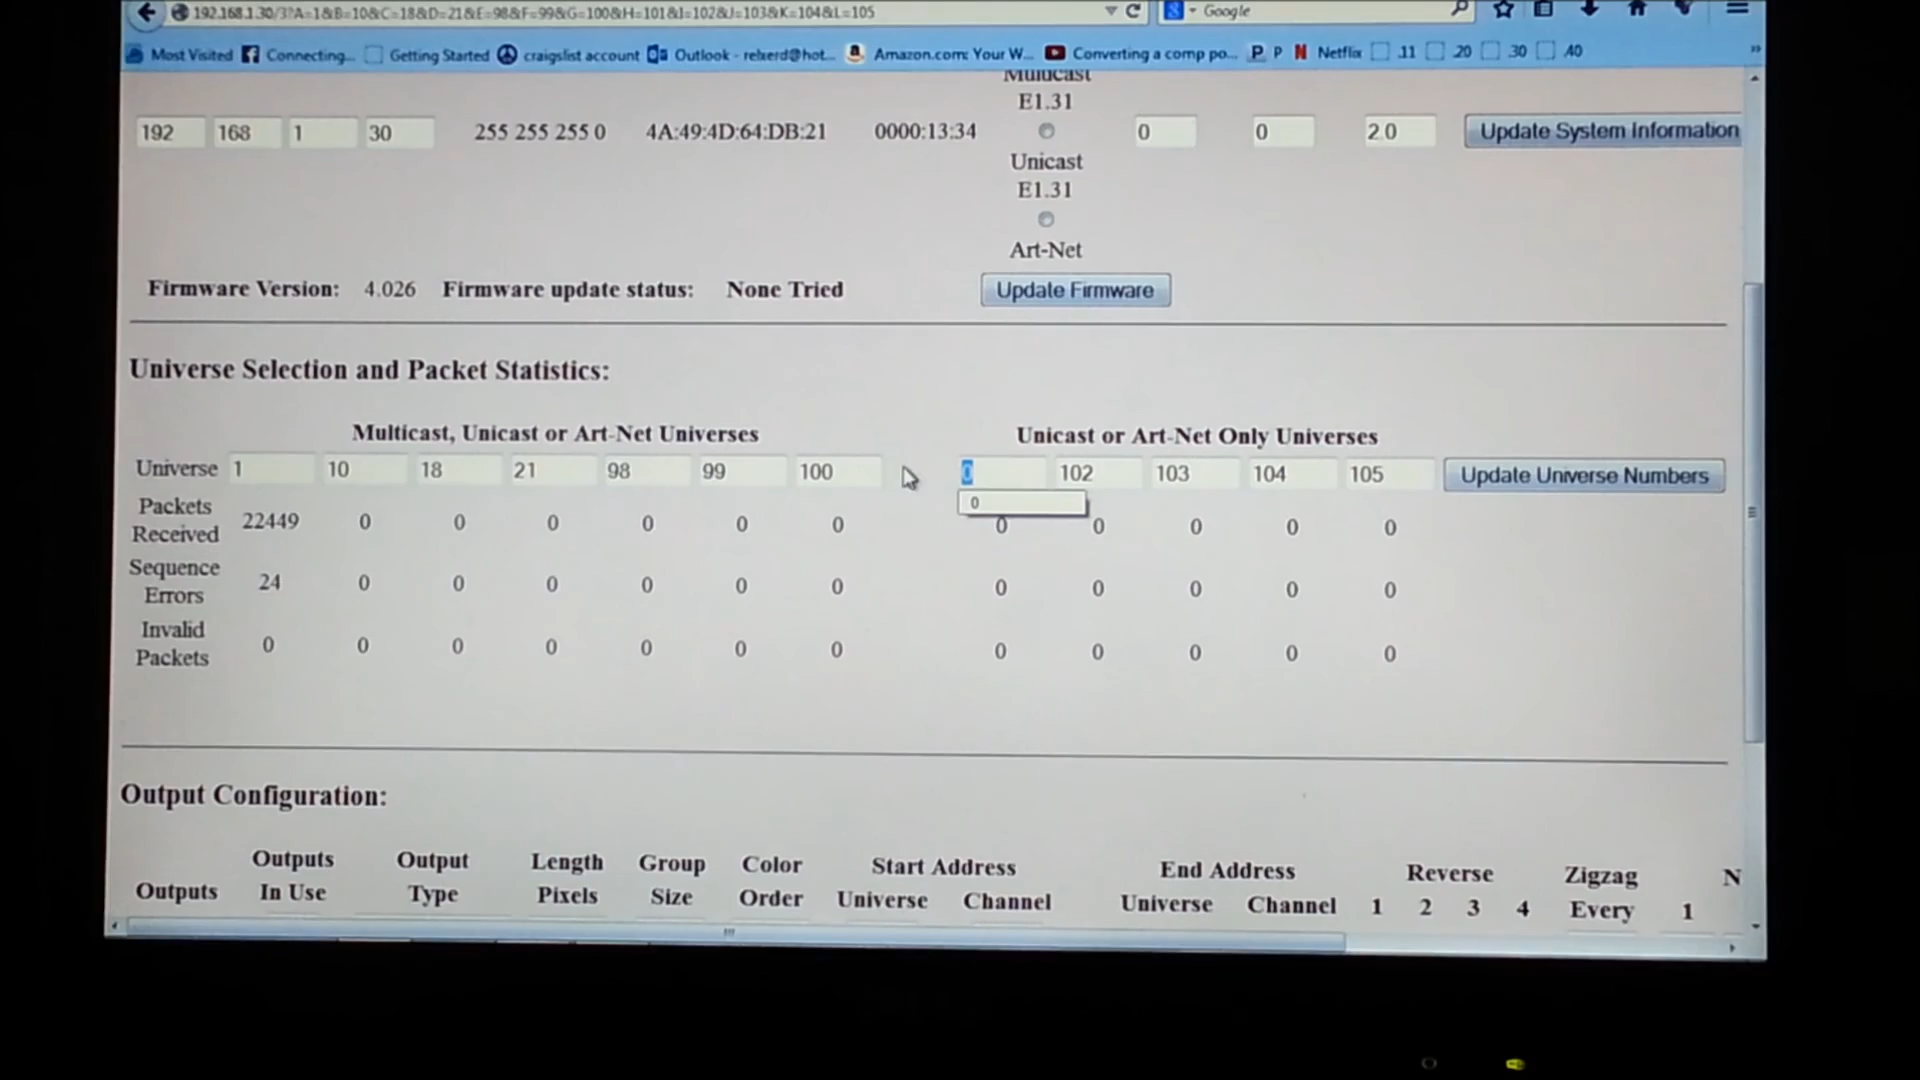 192.168.1.30/3?A=1&B=10&C=18&D=21&E=98&F=99&G=100&H=101&I=102&J=103&K=104&L=105
Google
Most Visited Connecting... Getting Started craigslist account Outlook - relxerd@hot... Amazon.com: Your W... Converting a comp po... P P Netflix .11 .20 .30 .40 »
Multicast
E1.31
192 168 1 30 255 255 255 0 4A:49:4D:64:DB:21 0000:13:34 0 0 2.0 Update System Information
Unicast
E1.31
Art-Net
Firmware Version: 4.026 Firmware update status: None Tried Update Firmware
Universe Selection and Packet Statistics:
Multicast, Unicast or Art-Net Universes Unicast or Art-Net Only Universes
Universe 1 10 18 21 98 99 100 0 102 103 104 105 Update Universe Numbers
0
Packets
Received 22449 0 0 0 0 0 0 0 0 0 0 0
Sequence
Errors 24 0 0 0 0 0 0 0 0 0 0 0
Invalid
Packets 0 0 0 0 0 0 0 0 0 0 0 0
Output Configuration:
Outputs Output Length Group Color Start Address End Address Reverse Zigzag N
Outputs In Use Type Pixels Size Order Universe Channel Universe Channel 1 2 3 4 Every 1